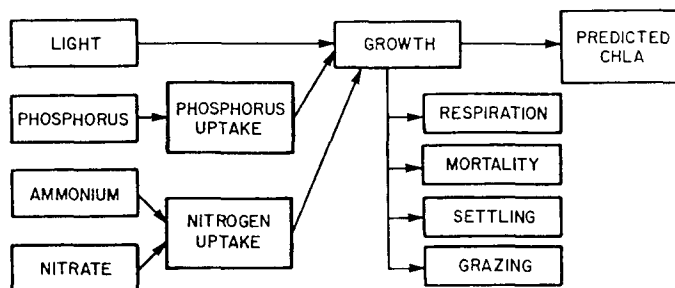 LIGHT
GROWTH
PREDICTED
CHLA
PHOSPHORUS
PHOSPHORUS
UPTAKE
RESPIRATION
MORTALITY
AMMONIUM
NITROGEN
UPTAKE
SETTLING
NITRATE
GRAZING